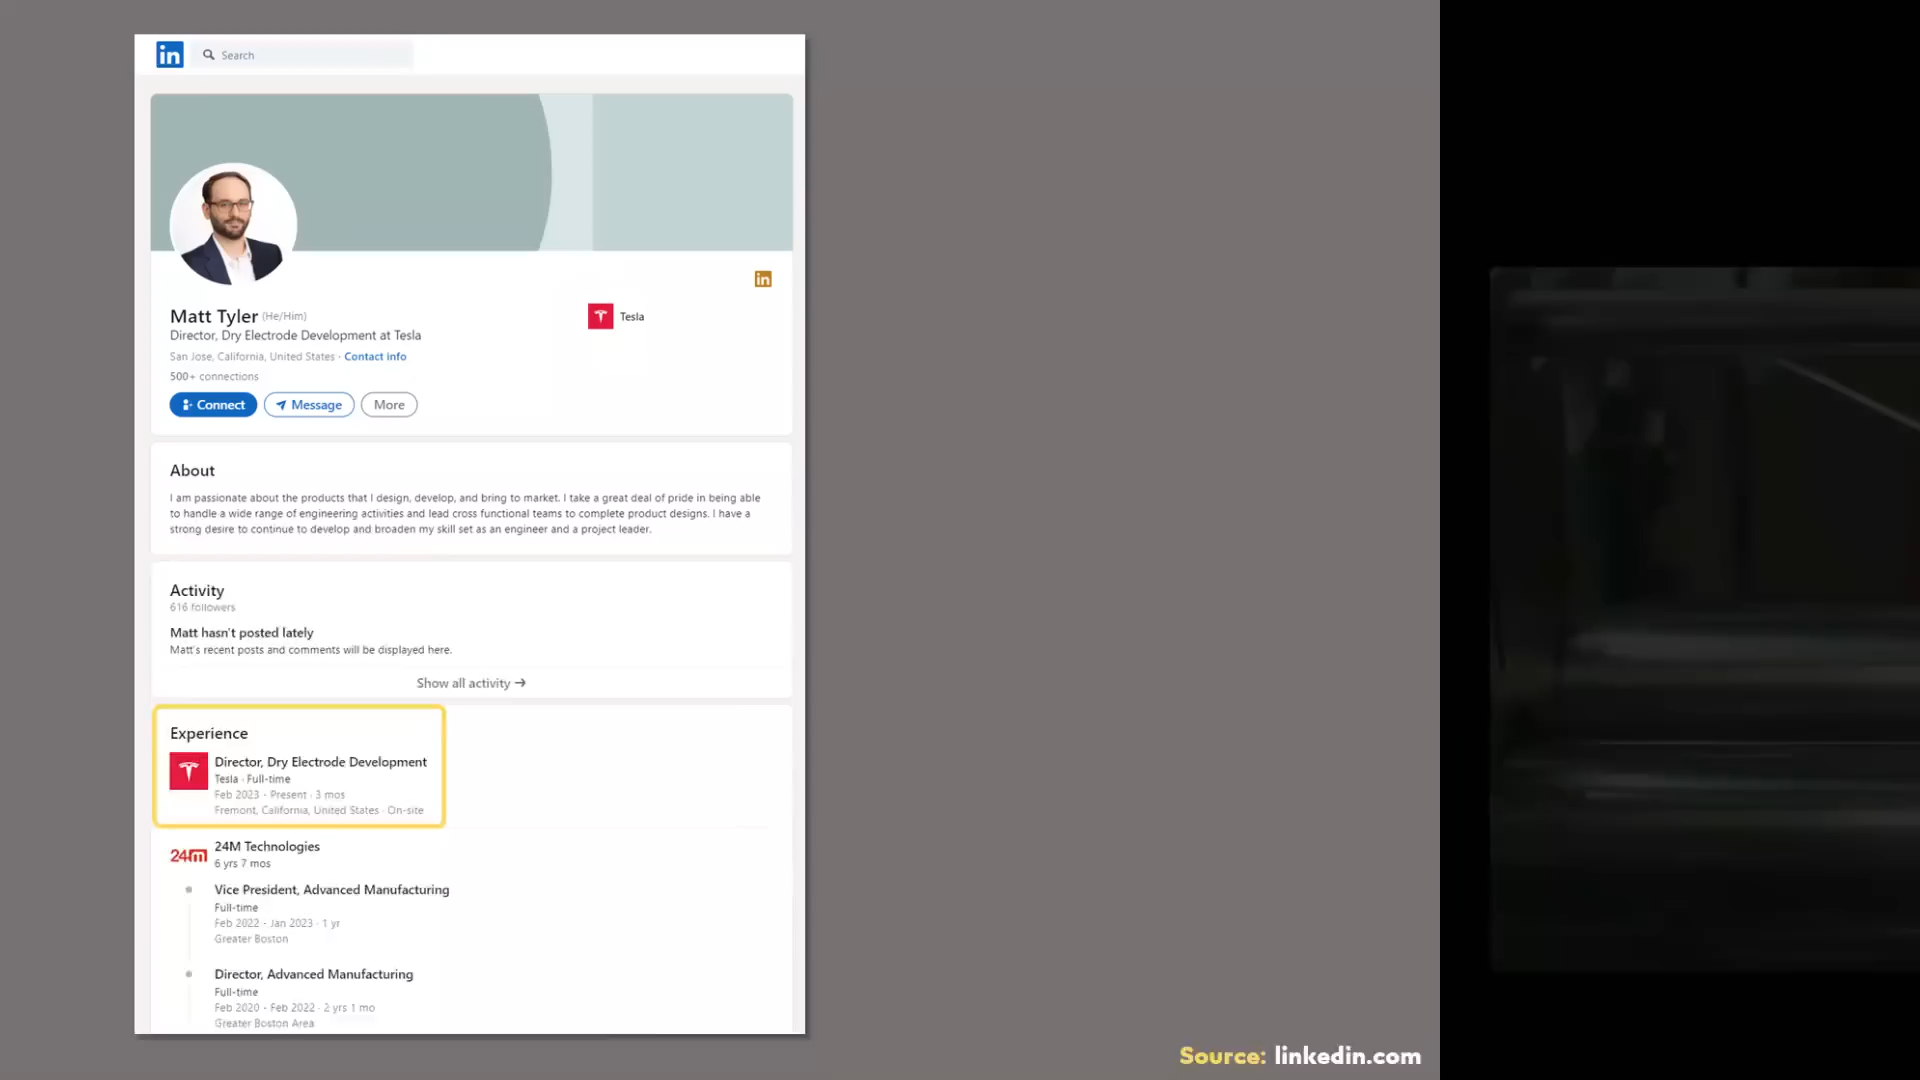 in
Search
in
Matt Tyler (He/Him)
Tesla
Director, Dry Electrode Development at Tesla
San Jose, California, United States · Contact info
500+ connections
Connect
Message
More
About
I am passionate about the products that I design, develop, and bring to market. I take a great deal of pride in being able
to handle a wide range of engineering activities and lead cross functional teams to complete product designs. I have a
strong desire to continue to develop and broaden my skill set as an engineer and a project leader.
Activity
616 followers
Matt hasn't posted lately
Matt's recent posts and comments will be displayed here.
Show all activity →
Experience
Director, Dry Electrode Development
Tesla · Full-time
Feb 2023 - Present · 3 mos
Fremont, California, United States · On-site
24m
24M Technologies
6 yrs 7 mos
Vice President, Advanced Manufacturing
Full-time
Feb 2022 - Jan 2023 · 1 yr
Greater Boston
Director, Advanced Manufacturing
Full-time
Feb 2020 - Feb 2022 · 2 yrs 1 mo
Greater Boston Area
Source: linkedin.com